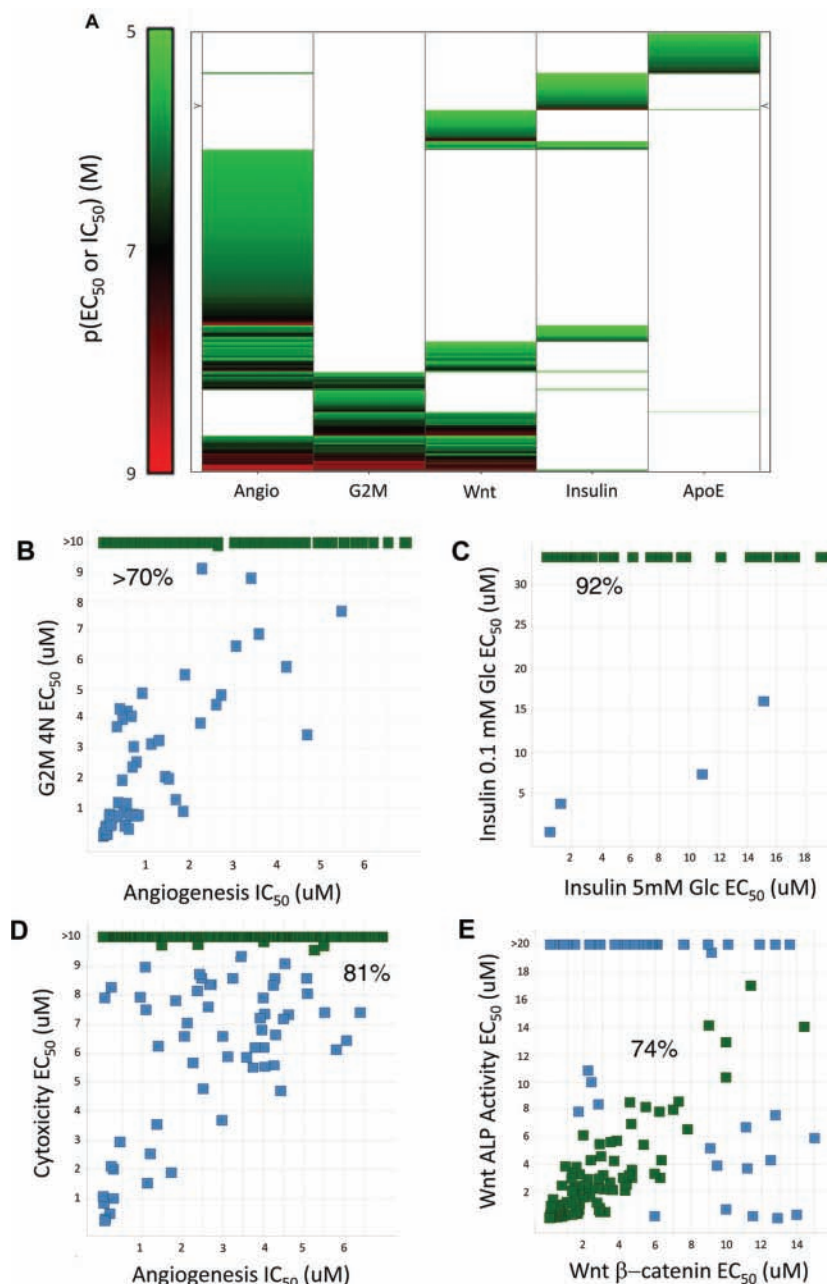 A
5
7
9
p(EC50 or IC50) (M)
> <
Angio G2M Wnt Insulin ApoE
B
>10
9
8
7
6
5
4
3
2
1
>70%
G2M 4N EC50 (uM)
1 2 3 4 5 6
Angiogenesis IC50 (uM)
C
30
25
20
15
10
5
92%
Insulin 0.1 mM Glc EC50 (uM)
2 4 6 8 10 12 14 16 18
Insulin 5mM Glc EC50 (uM)
D
>10
9
8
7
6
5
4
3
2
1
81%
Cytoxicity EC50 (uM)
1 2 3 4 5 6
Angiogenesis IC50 (uM)
E
>20
18
16
14
12
10
8
6
4
2
74%
Wnt ALP Activity EC50 (uM)
2 4 6 8 10 12 14
Wnt β–catenin EC50 (uM)